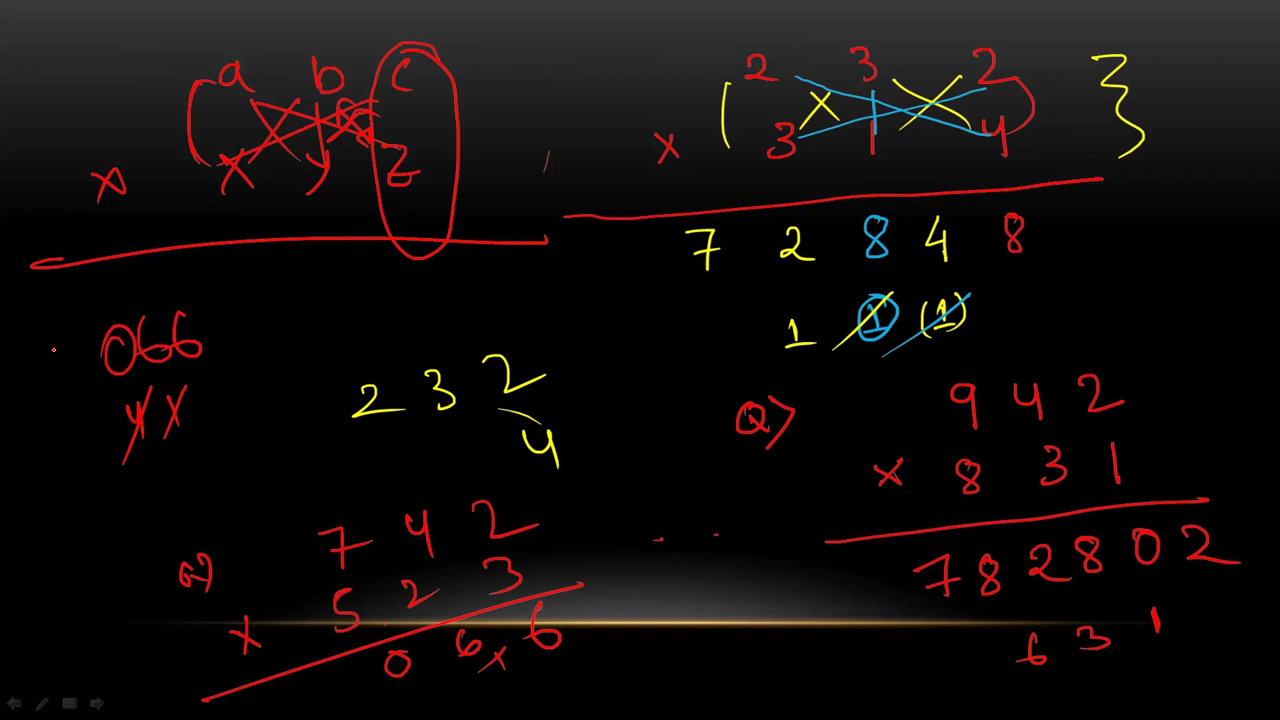 ( a b c
× x y z
2 3 2
× ( 3 1 4 ) }
7 2 8 4 8
1 (1) (1)
066
2 3 2
4
Q) 9 4 2
× 8 3 1
7 8 2 8 0 2
6 3 1
Q) 7 4 2
× 5 2 3
0 6 6